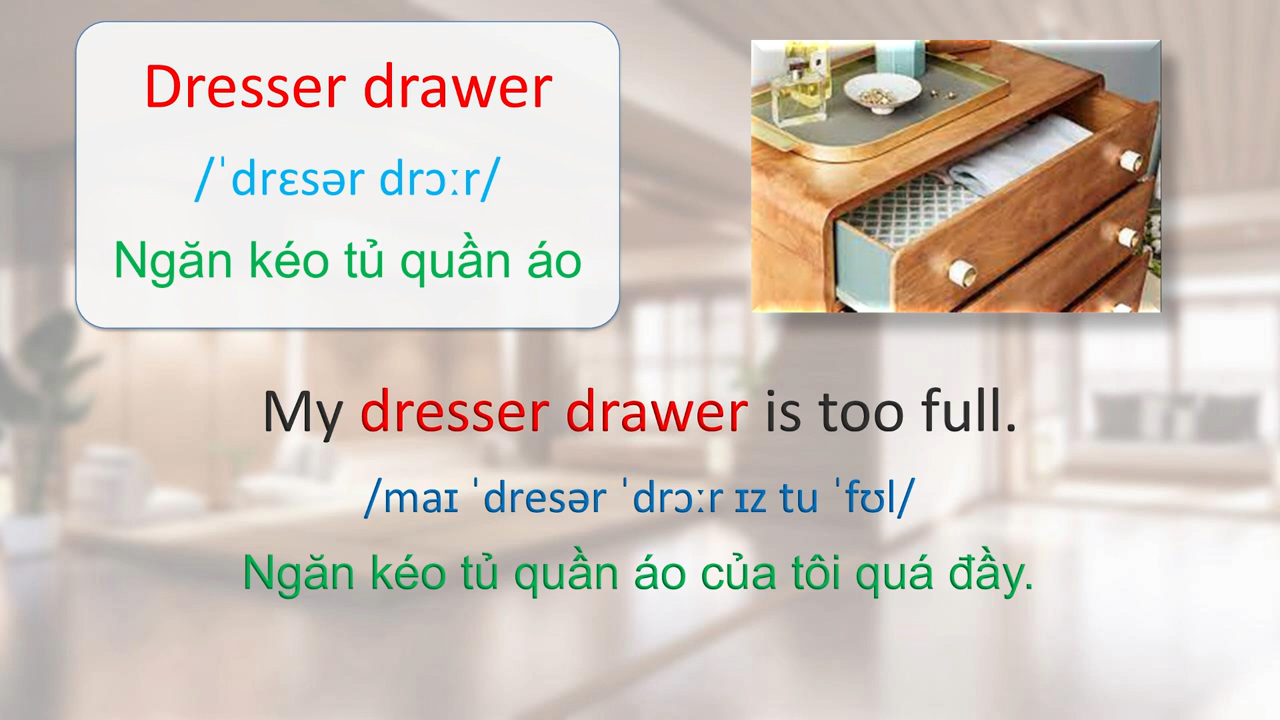 Dresser drawer
/ˈdrɛsər drɔːr/
Ngăn kéo tủ quần áo
My dresser drawer is too full.
/maɪ ˈdresər ˈdrɔːr ɪz tu ˈfʊl/
Ngăn kéo tủ quần áo của tôi quá đầy.